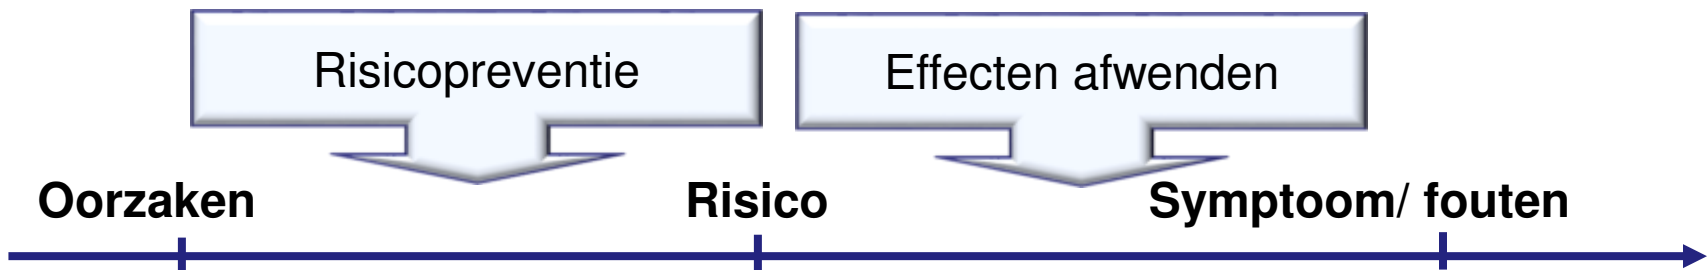 Risicopreventie
Effecten afwenden
Oorzaken
Risico
Symptoom/ fouten